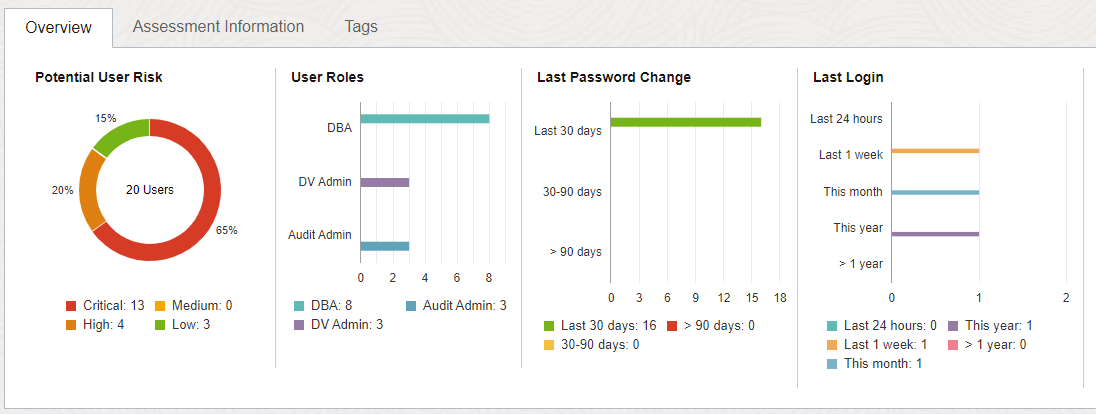 Overview
Assessment Information
Tags
Potential User Risk
15%
20%
20 Users
65%
Critical: 13
Medium: 0
High: 4
Low: 3
User Roles
DBA
DV Admin
Audit Admin
0 2 4 6 8
DBA: 8
Audit Admin: 3
DV Admin: 3
Last Password Change
Last 30 days
30-90 days
> 90 days
0 3 6 9 12 15 18
Last 30 days: 16
> 90 days: 0
30-90 days: 0
Last Login
Last 24 hours
Last 1 week
This month
This year
> 1 year
0 1 2
Last 24 hours: 0
This year: 1
Last 1 week: 1
> 1 year: 0
This month: 1